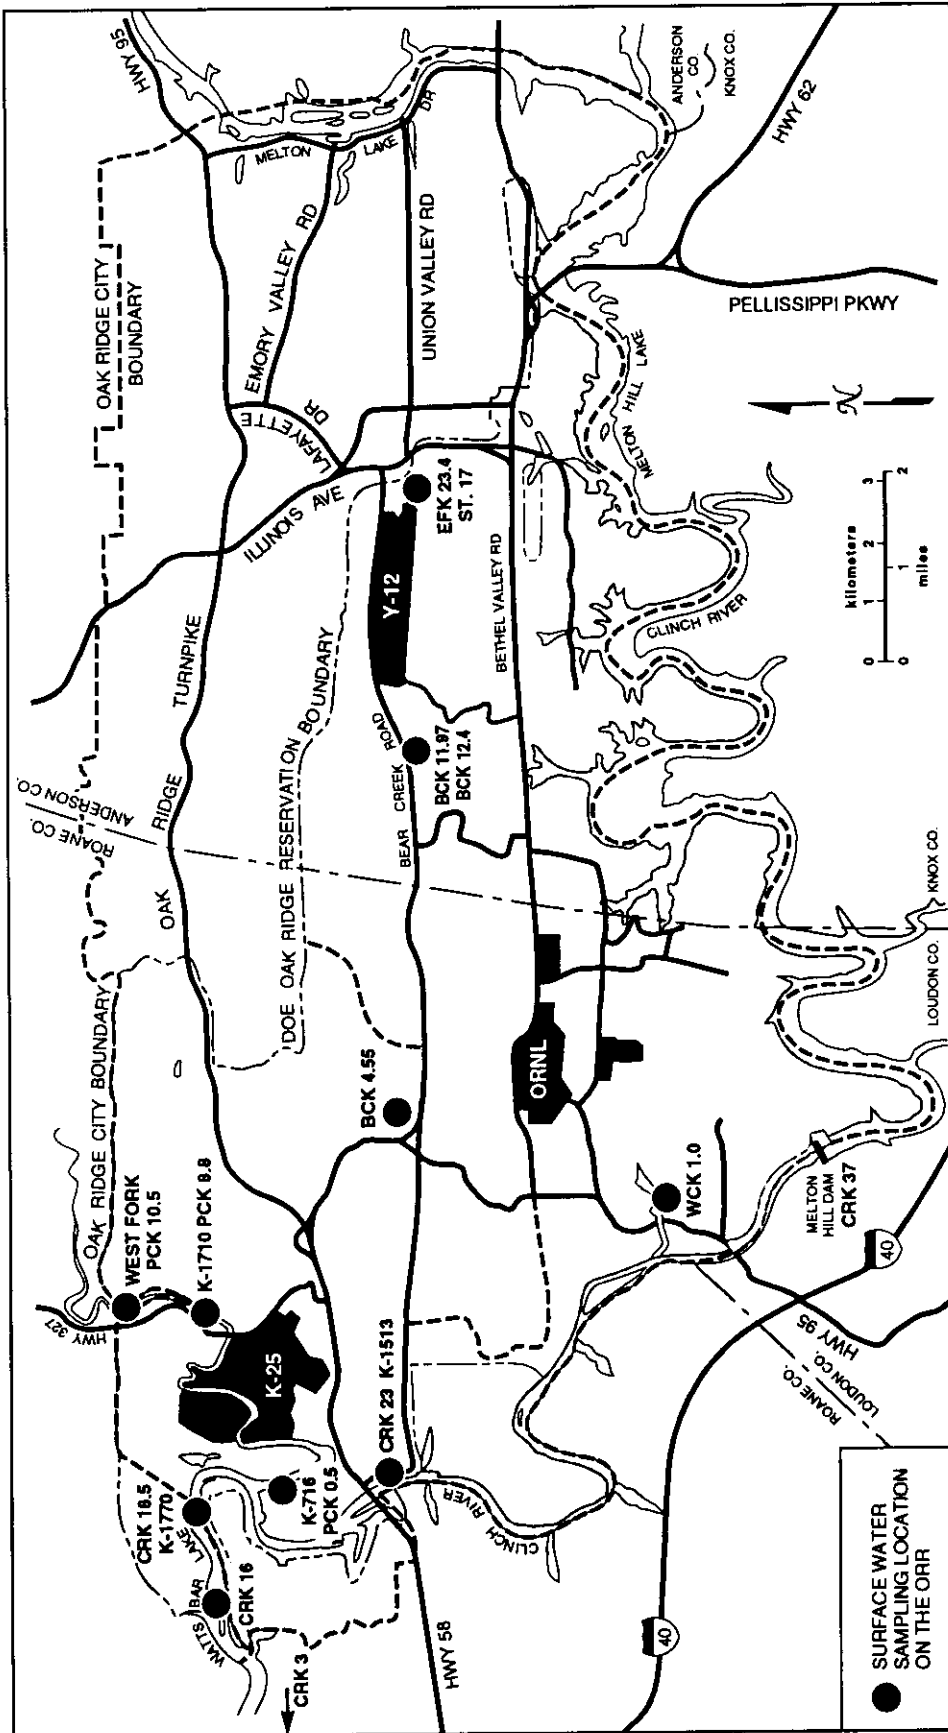 HWY 95
OAK RIDGE CITY
BOUNDARY
MELTON
LAKE
DR
EMORY VALLEY RD
UNION VALLEY RD
ANDERSON
CO.
KNOX CO.
HWY 62
PELLISSIPPI PKWY
LAFAYETTE
DR
ILLINOIS AVE
EFK 23.4
ST. 17
MELTON HILL LAKE
N
kilometers
0 1 2 3
0 1 2
miles
OAK RIDGE TURNPIKE
Y-12
BETHEL VALLEY RD
CLINCH RIVER
DOE OAK RIDGE RESERVATION BOUNDARY
BEAR CREEK ROAD
BCK 11.97
BCK 12.4
ROANE CO.
ANDERSON CO.
LOUDON CO.
KNOX CO.
OAK RIDGE CITY BOUNDARY
BCK 4.55
ORNL
WCK 1.0
MELTON
HILL DAM
CRK 37
40
WEST FORK
PCK 10.5
K-1710 PCK 8.8
HWY 327
K-25
CRK 23 K-1513
HWY 95
ROANE CO.
LOUDON CO.
CRK 18.5
K-1770
K-716
PCK 0.5
CLINCH RIVER
WATTS BAR LAKE
CRK 16
CRK 3
HWY 58
40
SURFACE WATER
SAMPLING LOCATION
ON THE ORR